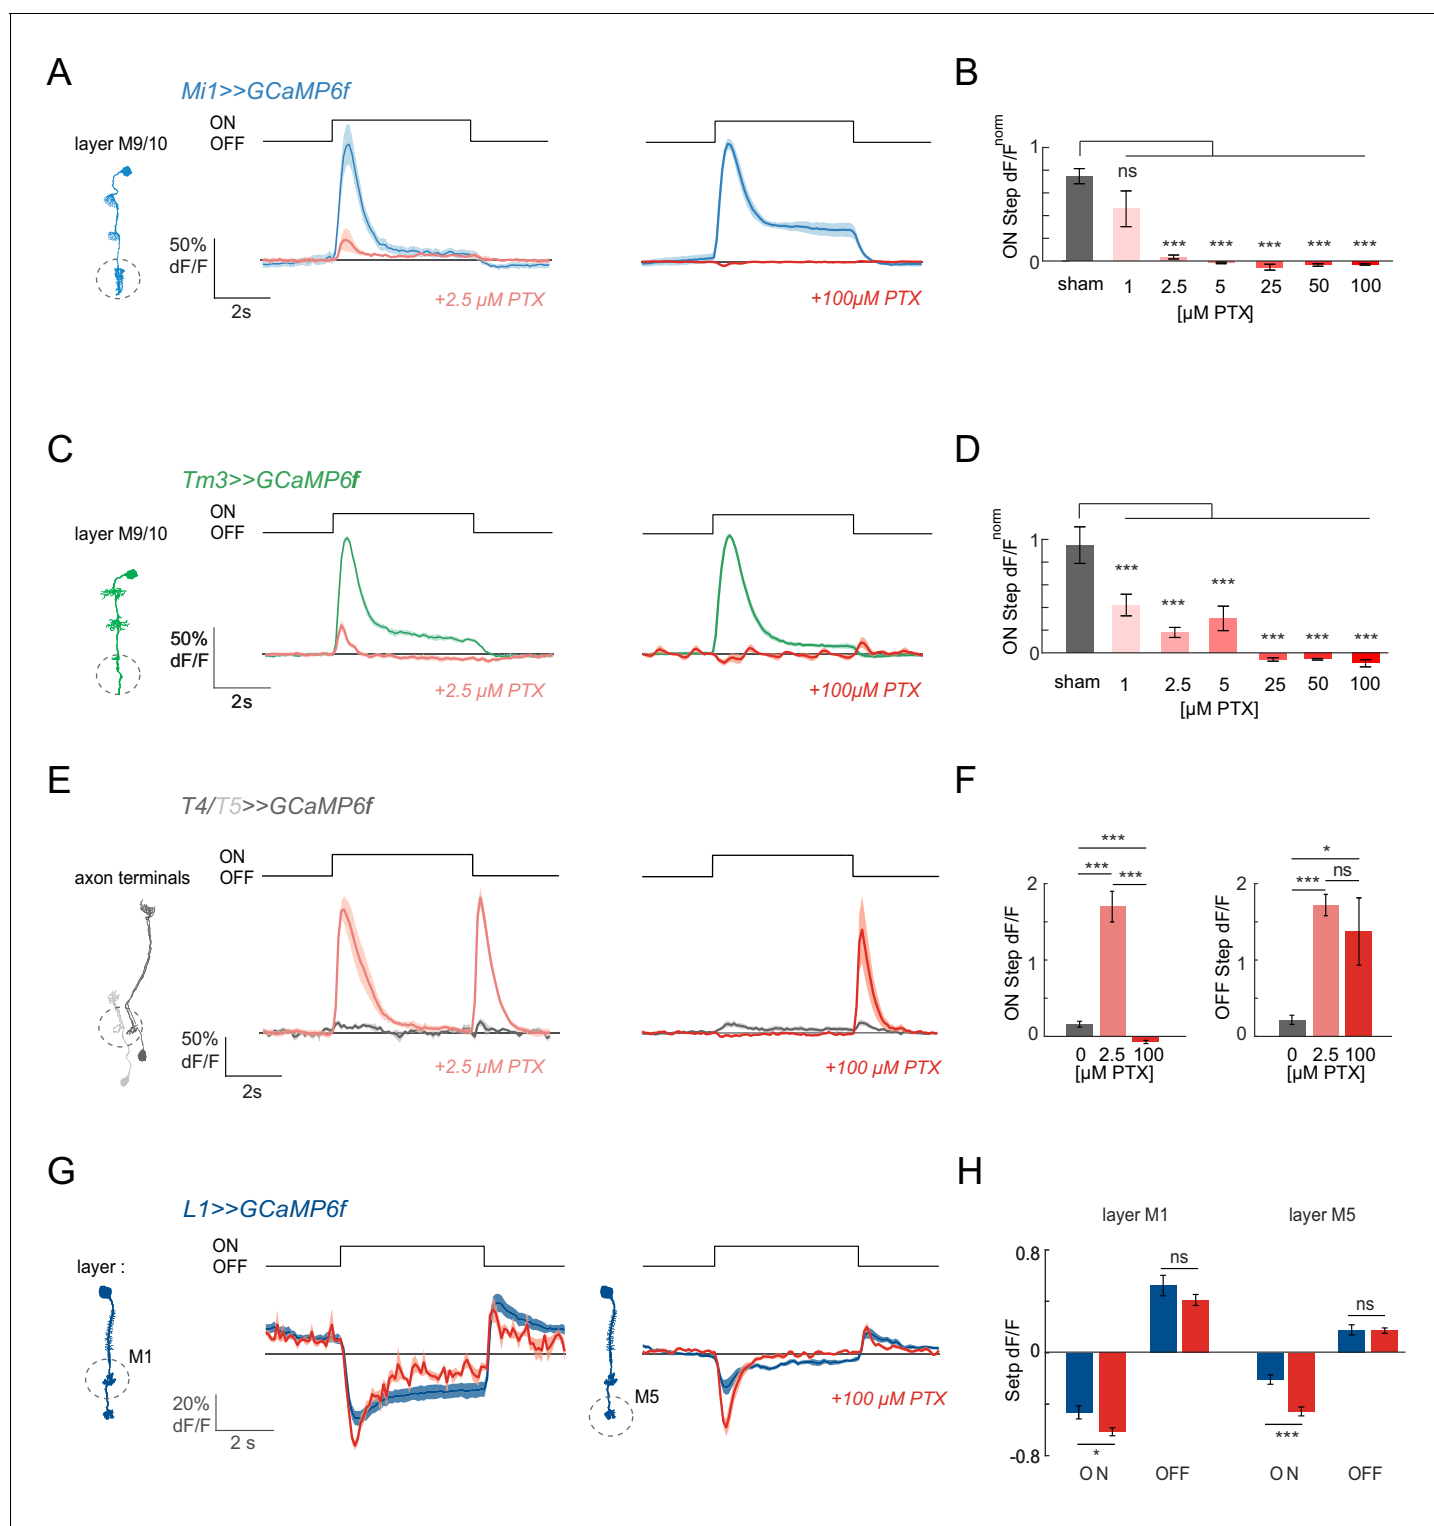 A
Mi1>>GCaMP6f
layer M9/10
ON
OFF
50%
dF/F
2s
+2.5 µM PTX
+100µM PTX
B
ON Step dF/F norm
1
0
ns
*** *** *** *** ***
sham 1 2.5 5 25 50 100
[µM PTX]
C
Tm3>>GCaMP6f
layer M9/10
ON
OFF
50%
dF/F
2s
+2.5 µM PTX
+100µM PTX
D
ON Step dF/F norm
1
0
*** *** *** *** *** ***
sham 1 2.5 5 25 50 100
[µM PTX]
E
T4/T5>>GCaMP6f
axon terminals
ON
OFF
50%
dF/F
2s
+2.5 µM PTX
+100 µM PTX
F
ON Step dF/F
2
1
0
***
*** ***
0 2.5 100
[µM PTX]
OFF Step dF/F
2
1
0
*
*** ns
0 2.5 100
[µM PTX]
G
L1>>GCaMP6f
layer :
M1
ON
OFF
20%
dF/F
2 s
M5
+100 µM PTX
H
layer M1 layer M5
Setp dF/F
0.8
0
-0.8
ns
ns
*
***
ON OFF ON OFF